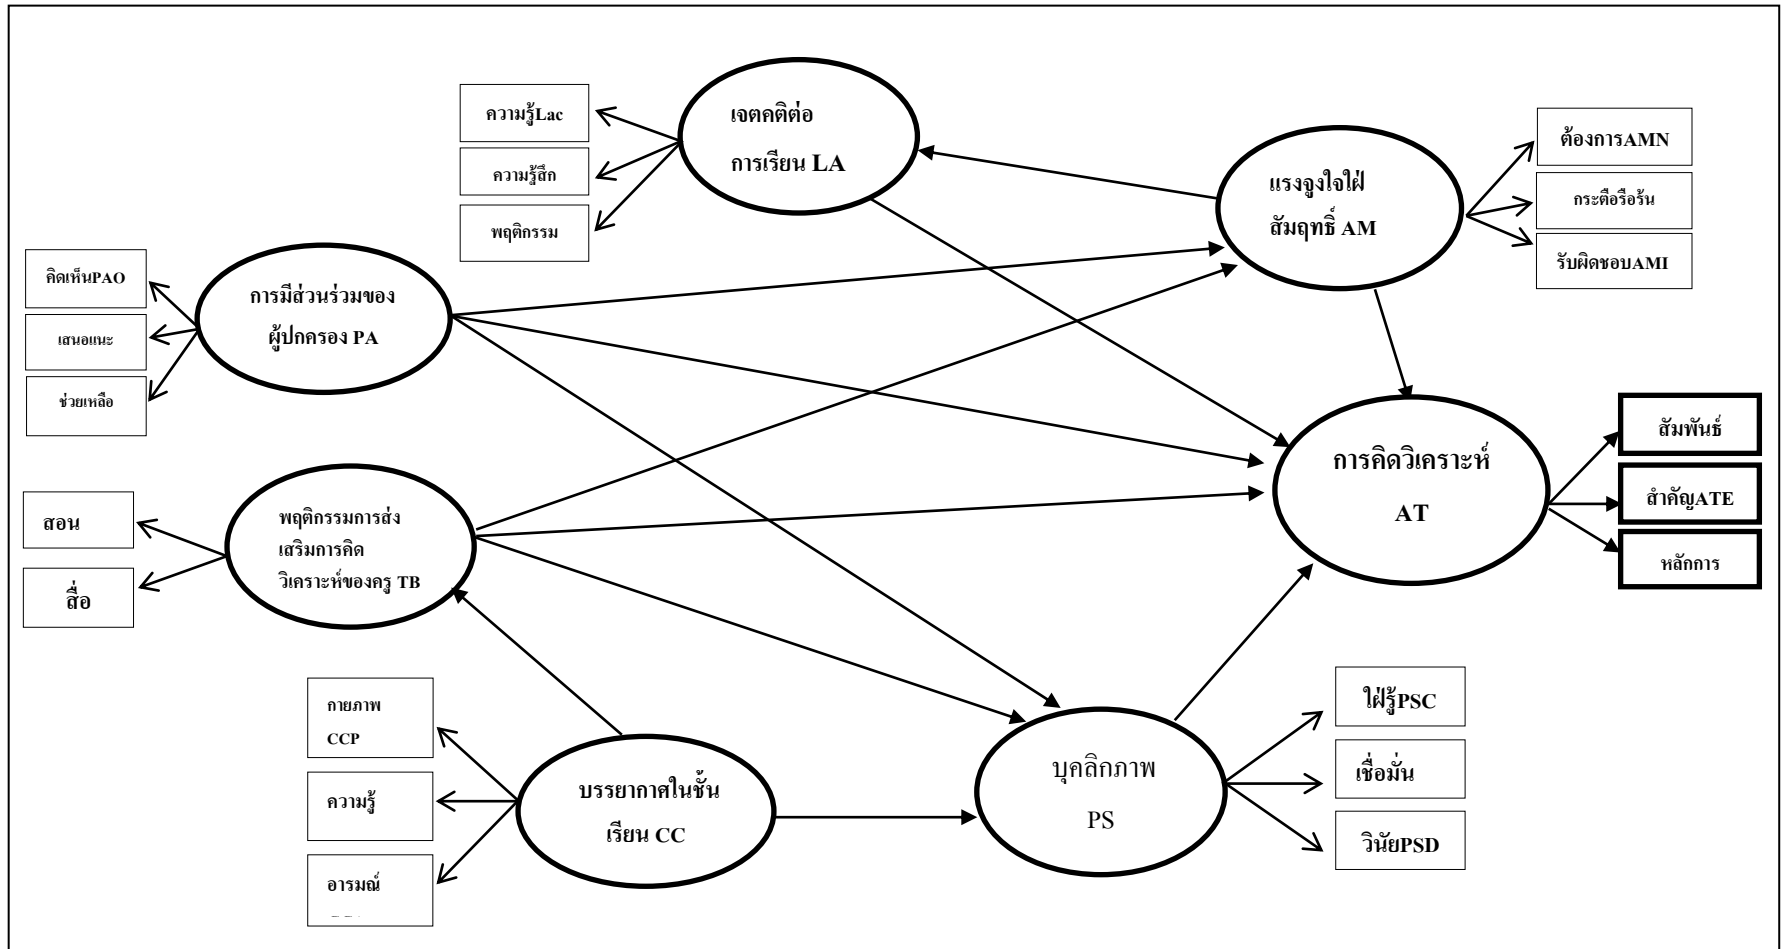 ความรู้Lac
ความรู้สึก
พฤติกรรม
เจตคติต่อ
การเรียน LA
แรงจูงใจใฝ่
สัมฤทธิ์ AM
ต้องการAMN
กระตือรือร้น
รับผิดชอบAMI
คิดเห็นPAO
เสนอแนะ
ช่วยเหลือ
การมีส่วนร่วมของ
ผู้ปกครอง PA
การคิดวิเคราะห์
AT
สัมพันธ์
สำคัญATE
หลักการ
สอน
สื่อ
พฤติกรรมการส่ง
เสริมการคิด
วิเคราะห์ของครู TB
กายภาพ
CCP
ความรู้
อารมณ์
บรรยากาศในชั้น
เรียน CC
บุคลิกภาพ
PS
ใฝ่รู้PSC
เชื่อมั่น
วินัยPSD